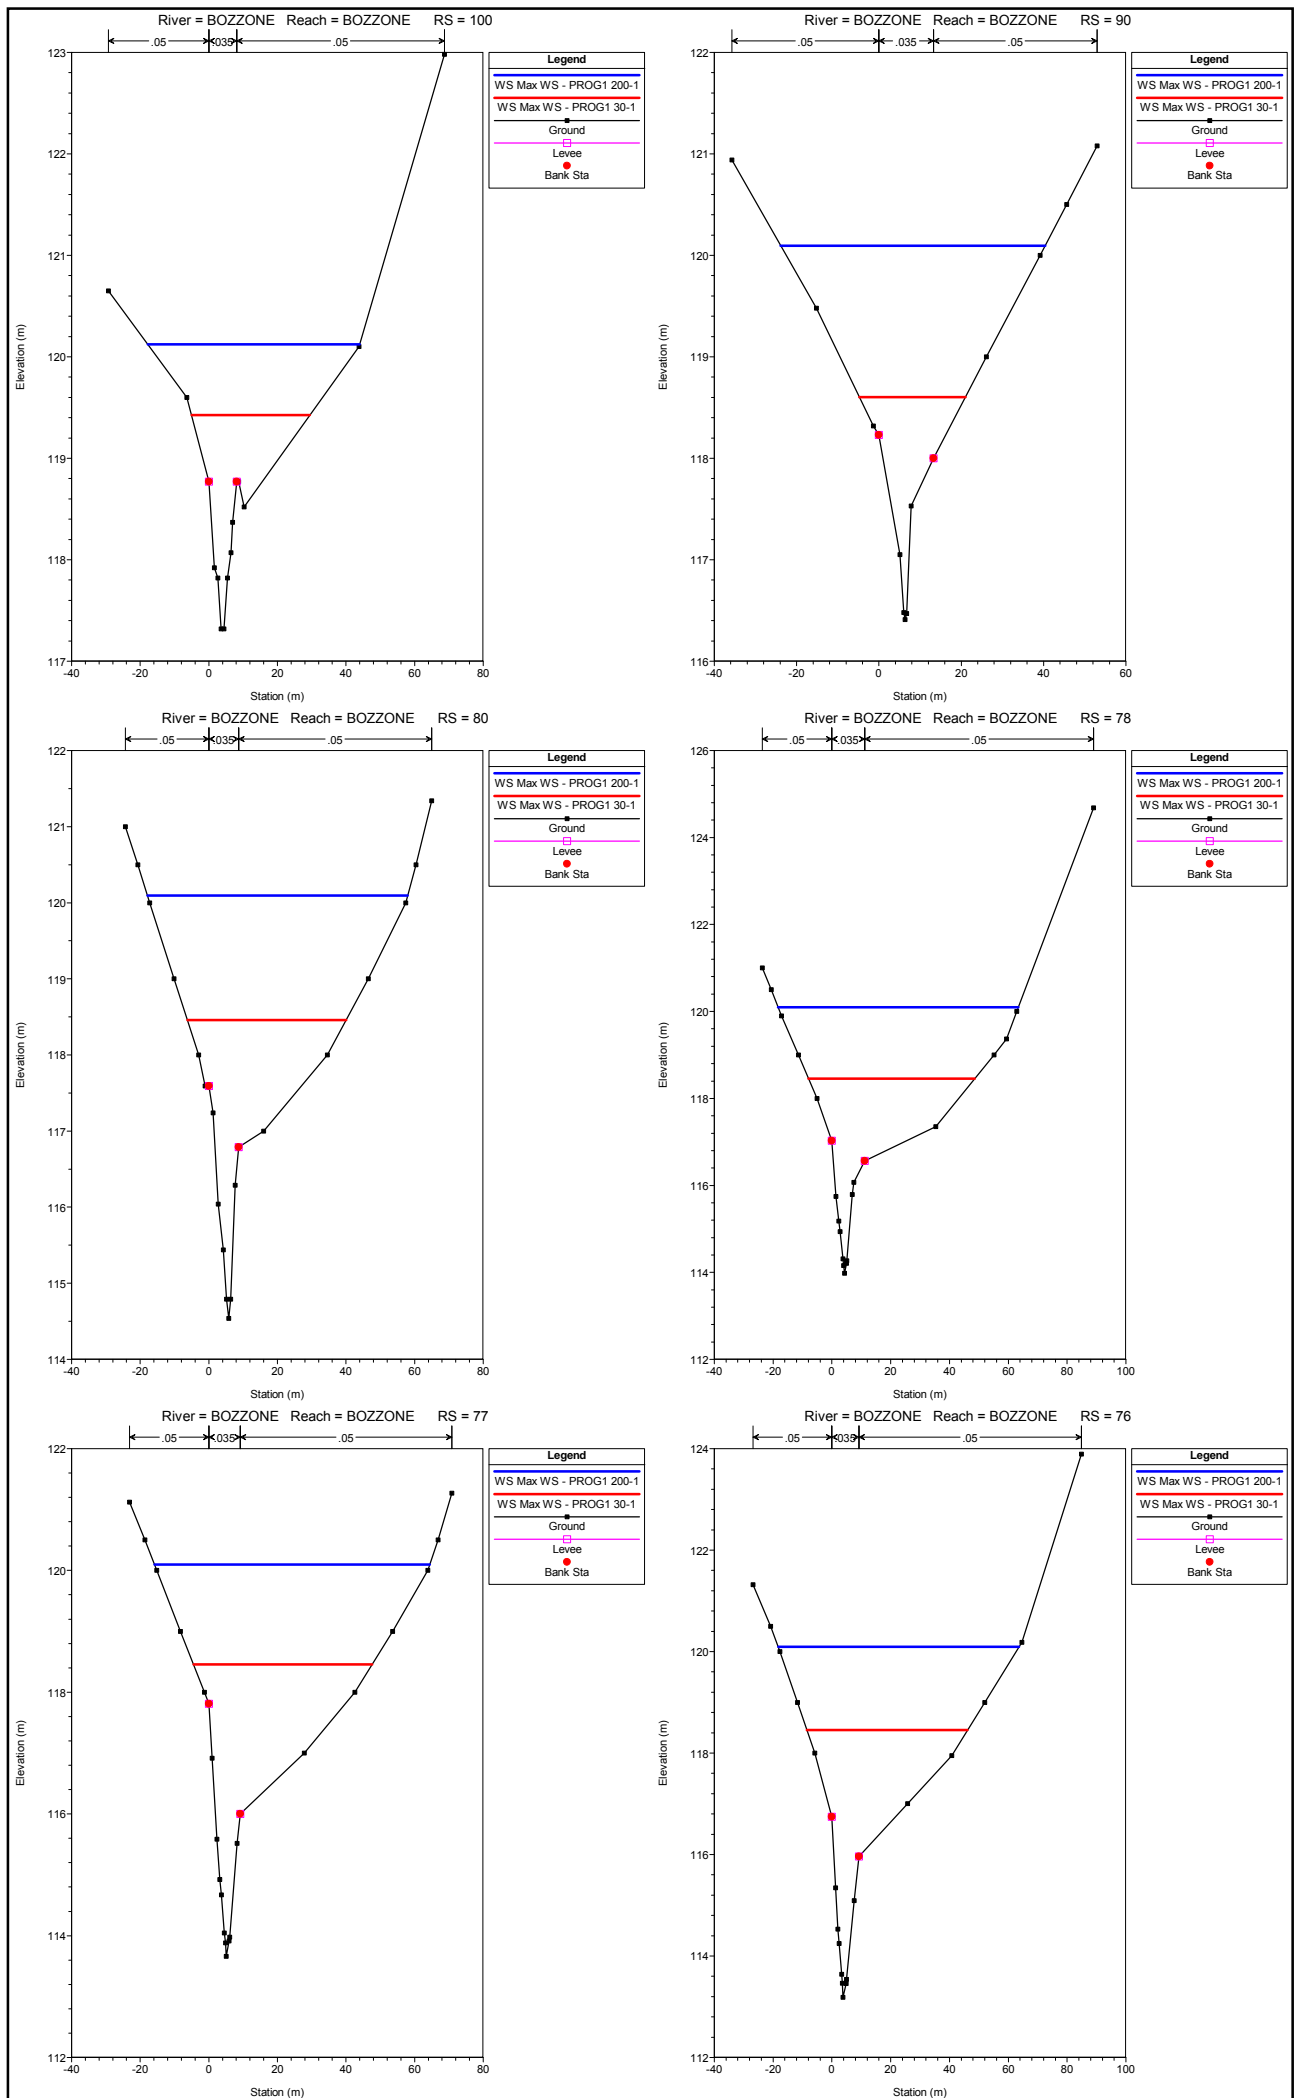 River = BOZZONE Reach = BOZZONE RS = 100
.05 .035 .05
123
122
121
120
119
118
117
-40 -20 0 20 40 60 80
Elevation (m)
Station (m)
Legend
WS Max WS - PROG1 200-1
WS Max WS - PROG1 30-1
Ground
Levee
Bank Sta
River = BOZZONE Reach = BOZZONE RS = 90
.05 .035 .05
122
121
120
119
118
117
116
-40 -20 0 20 40 60
Elevation (m)
Station (m)
Legend
WS Max WS - PROG1 200-1
WS Max WS - PROG1 30-1
Ground
Levee
Bank Sta
River = BOZZONE Reach = BOZZONE RS = 80
.05 .035 .05
122
121
120
119
118
117
116
115
114
-40 -20 0 20 40 60 80
Elevation (m)
Station (m)
Legend
WS Max WS - PROG1 200-1
WS Max WS - PROG1 30-1
Ground
Levee
Bank Sta
River = BOZZONE Reach = BOZZONE RS = 78
.05 .035 .05
126
124
122
120
118
116
114
112
-40 -20 0 20 40 60 80 100
Elevation (m)
Station (m)
Legend
WS Max WS - PROG1 200-1
WS Max WS - PROG1 30-1
Ground
Levee
Bank Sta
River = BOZZONE Reach = BOZZONE RS = 77
.05 .035 .05
122
120
118
116
114
112
-40 -20 0 20 40 60 80
Elevation (m)
Station (m)
Legend
WS Max WS - PROG1 200-1
WS Max WS - PROG1 30-1
Ground
Levee
Bank Sta
River = BOZZONE Reach = BOZZONE RS = 76
.05 .035 .05
124
122
120
118
116
114
112
-40 -20 0 20 40 60 80 100
Elevation (m)
Station (m)
Legend
WS Max WS - PROG1 200-1
WS Max WS - PROG1 30-1
Ground
Levee
Bank Sta